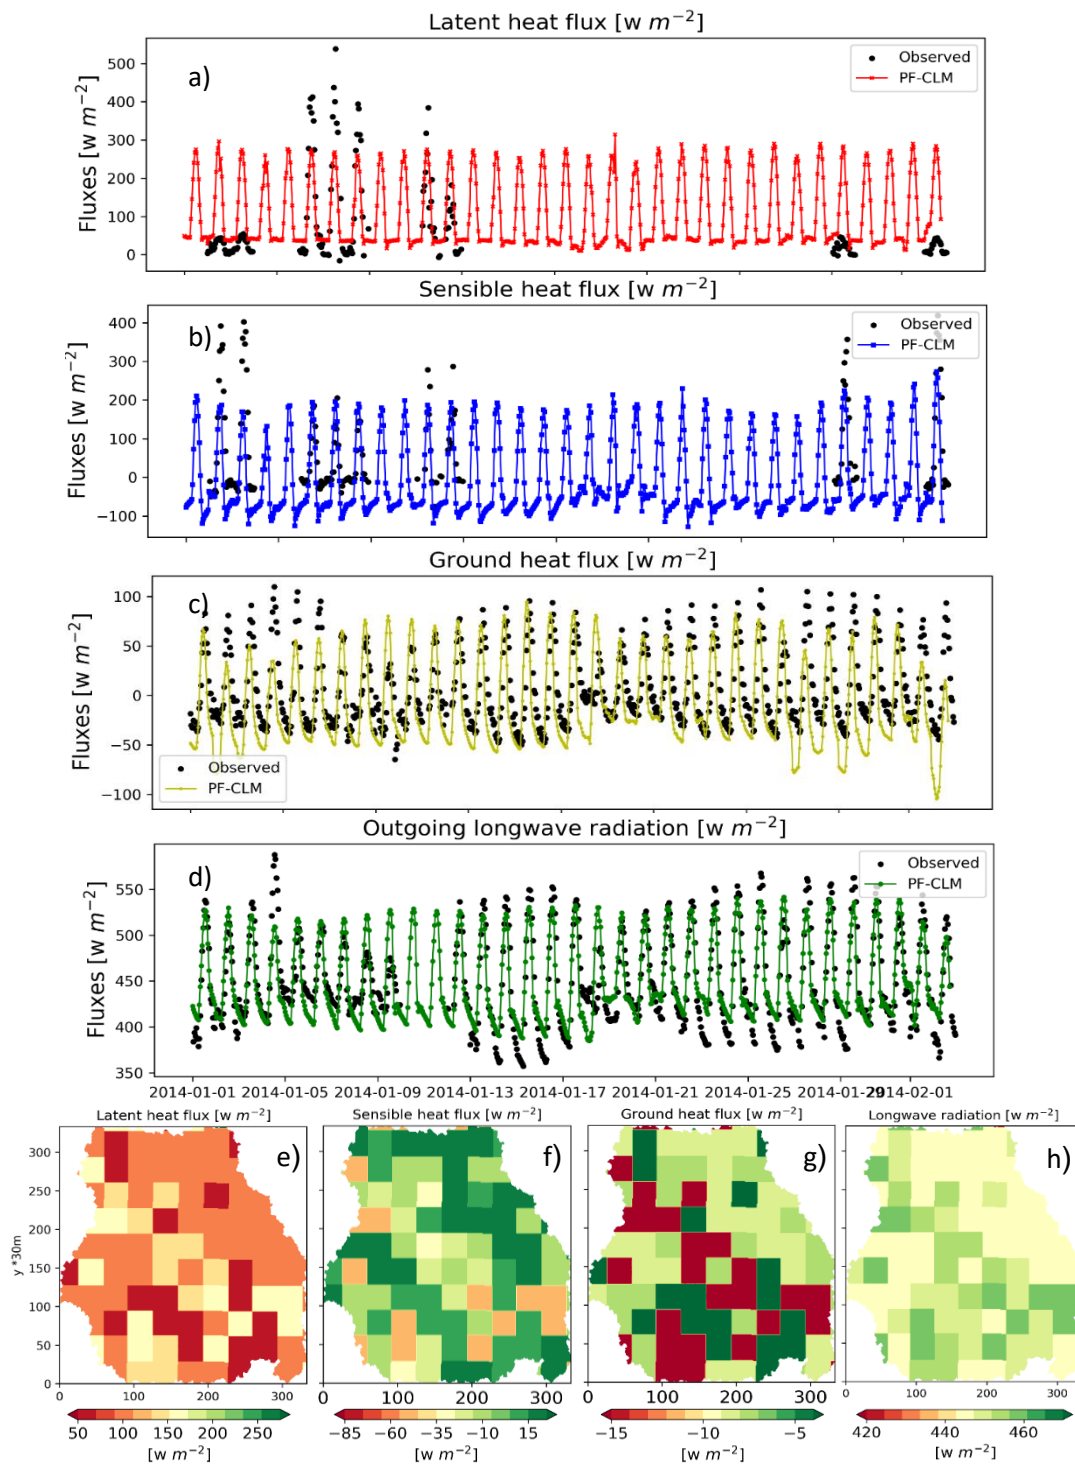 Latent heat flux [w m−2]
a)
Observed
PF-CLM
500
400
300
200
100
0
Fluxes [w m−2]
Sensible heat flux [w m−2]
b)
Observed
PF-CLM
400
300
200
100
0
−100
Fluxes [w m−2]
Ground heat flux [w m−2]
c)
100
50
0
−50
−100
Fluxes [w m−2]
Observed
PF-CLM
Outgoing longwave radiation [w m−2]
d)
Observed
PF-CLM
550
500
450
400
350
Fluxes [w m−2]
2014-01-01 2014-01-05 2014-01-09 2014-01-13 2014-01-17 2014-01-21 2014-01-25 2014-01-29 2014-02-01
Latent heat flux [w m−2] Sensible heat flux [w m−2] Ground heat flux [w m−2] Longwave radiation [w m−2]
e) f) g) h)
300
250
200
150
100
50
0
y *30m
0 100 200 300 0 100 200 300 0 100 200 300 0 100 200 300
50 100 150 200 250 −85 −60 −35 −10 15 −15 −10 −5 420 440 460
[w m−2] [w m−2] [w m−2] [w m−2]